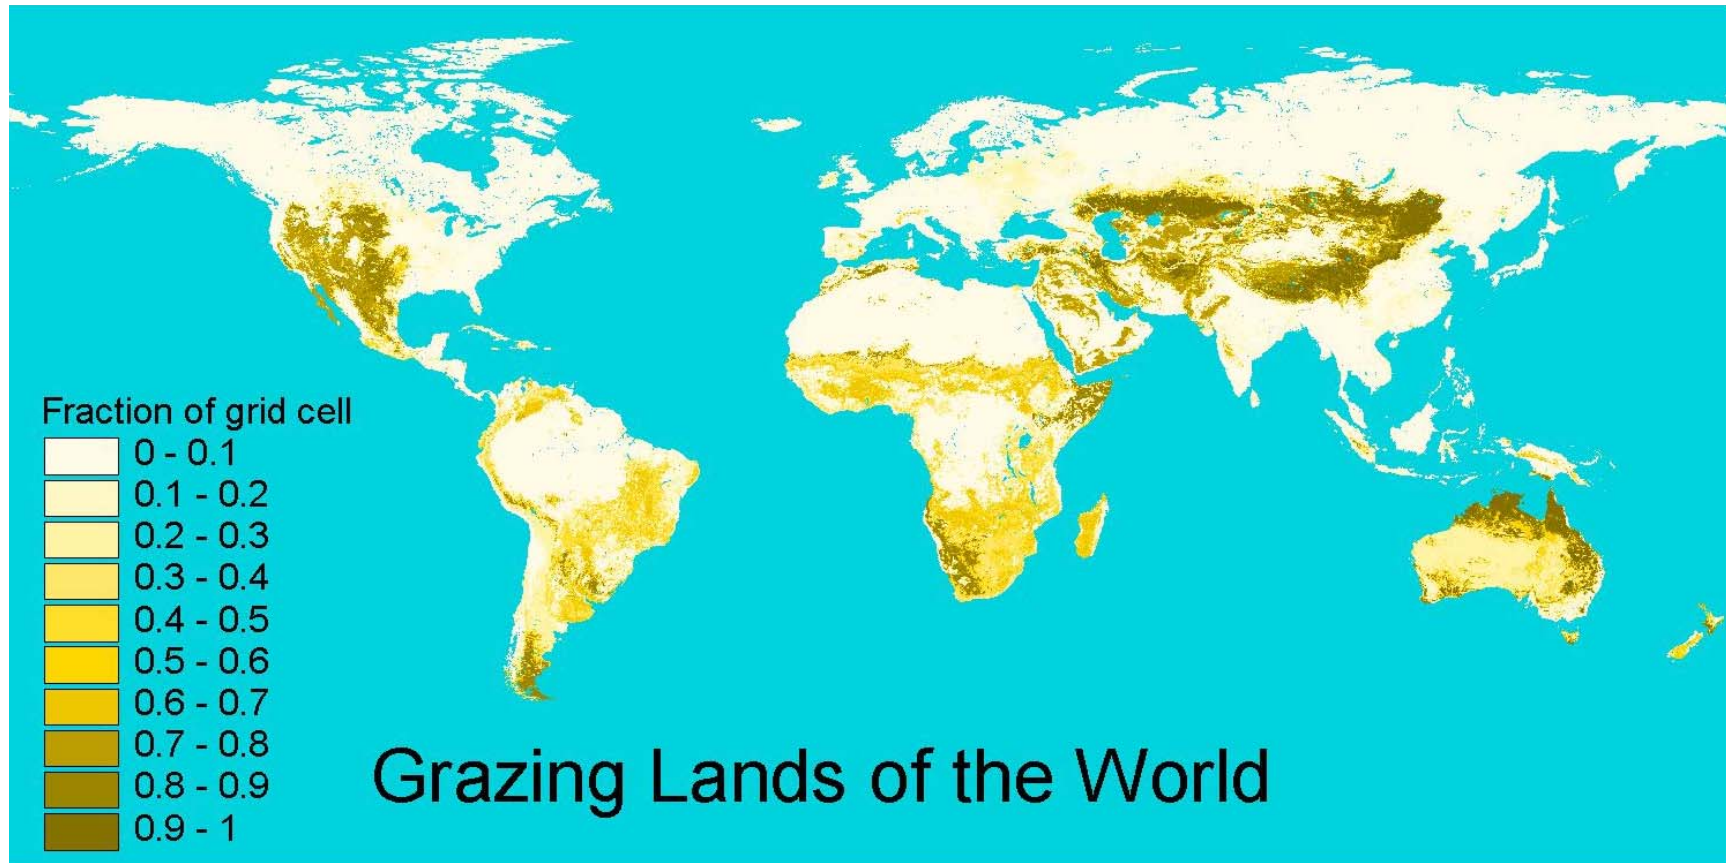 Fraction of grid cell
0 - 0.1
0.1 - 0.2
0.2 - 0.3
0.3 - 0.4
0.4 - 0.5
0.5 - 0.6
0.6 - 0.7
0.7 - 0.8
0.8 - 0.9
0.9 - 1
Grazing Lands of the World